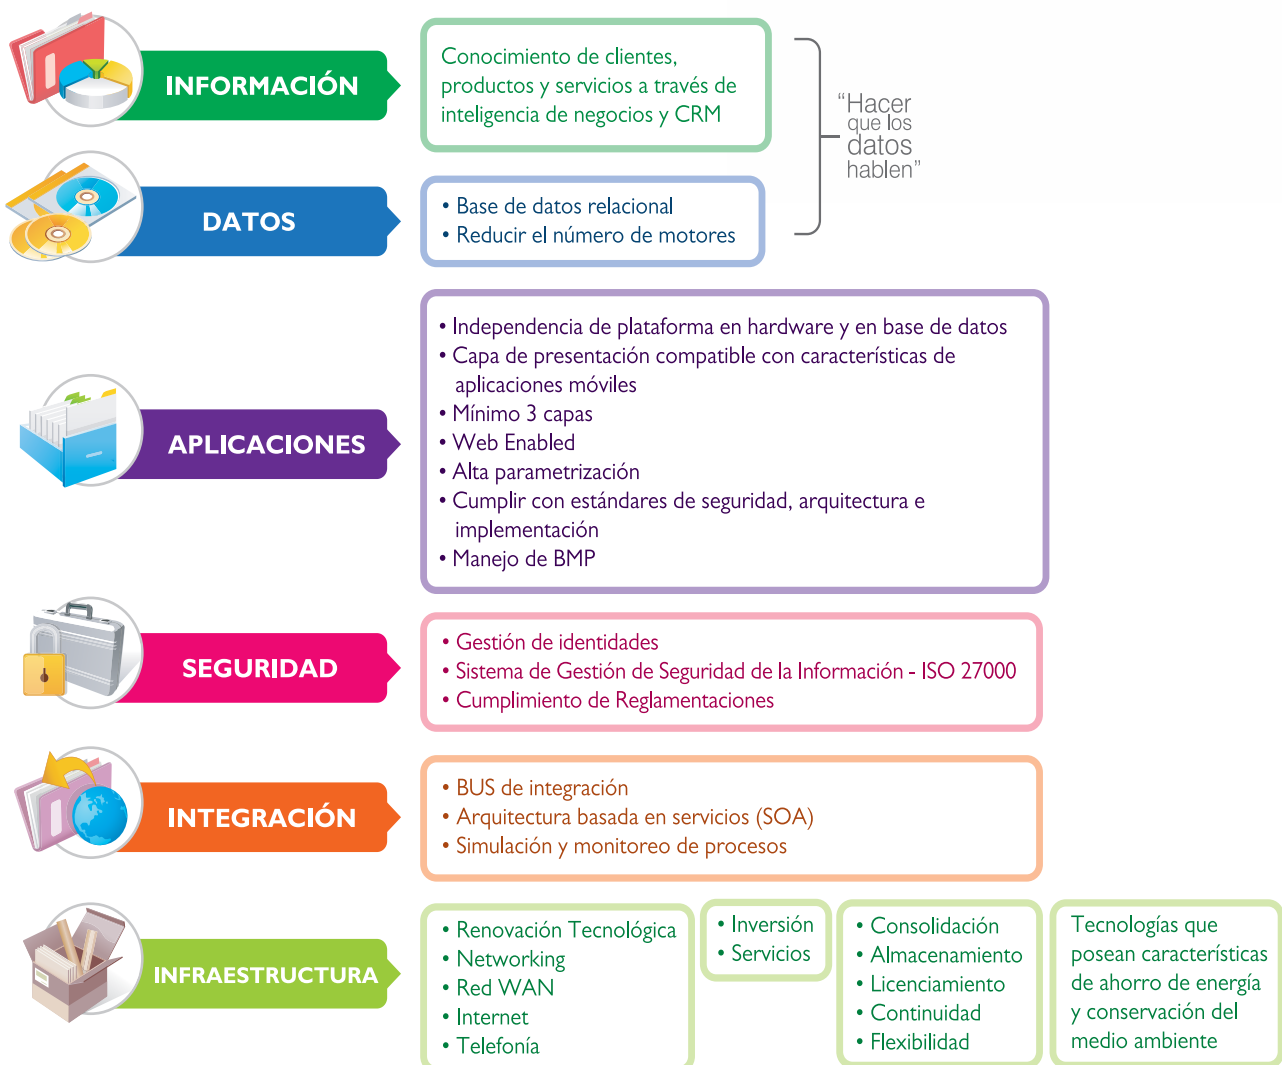 INFORMACIÓN
Conocimiento de clientes,
productos y servicios a través de
inteligencia de negocios y CRM
“Hacer
que los
datos
hablen”
DATOS
• Base de datos relacional
• Reducir el número de motores
APLICACIONES
• Independencia de plataforma en hardware y en base de datos
• Capa de presentación compatible con características de
aplicaciones móviles
• Mínimo 3 capas
• Web Enabled
• Alta parametrización
• Cumplir con estándares de seguridad, arquitectura e
implementación
• Manejo de BMP
SEGURIDAD
• Gestión de identidades
• Sistema de Gestión de Seguridad de la Información - ISO 27000
• Cumplimiento de Reglamentaciones
INTEGRACIÓN
• BUS de integración
• Arquitectura basada en servicios (SOA)
• Simulación y monitoreo de procesos
INFRAESTRUCTURA
• Renovación Tecnológica
• Networking
• Red WAN
• Internet
• Telefonía
• Inversión
• Servicios
• Consolidación
• Almacenamiento
• Licenciamiento
• Continuidad
• Flexibilidad
Tecnologías que
posean características
de ahorro de energía
y conservación del
medio ambiente